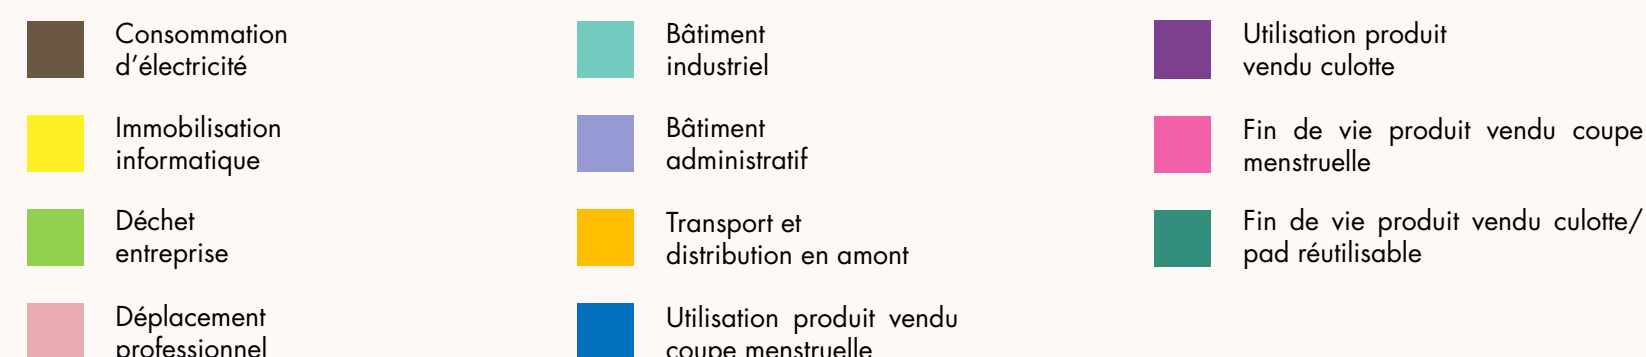 Consommation
d'électricité
Immobilisation
informatique
Déchet
entreprise
Déplacement
professionnel
Bâtiment
industriel
Bâtiment
administratif
Transport et
distribution en amont
Utilisation produit vendu
coupe menstruelle
Utilisation produit
vendu culotte
Fin de vie produit vendu coupe
menstruelle
Fin de vie produit vendu culotte/
pad réutilisable